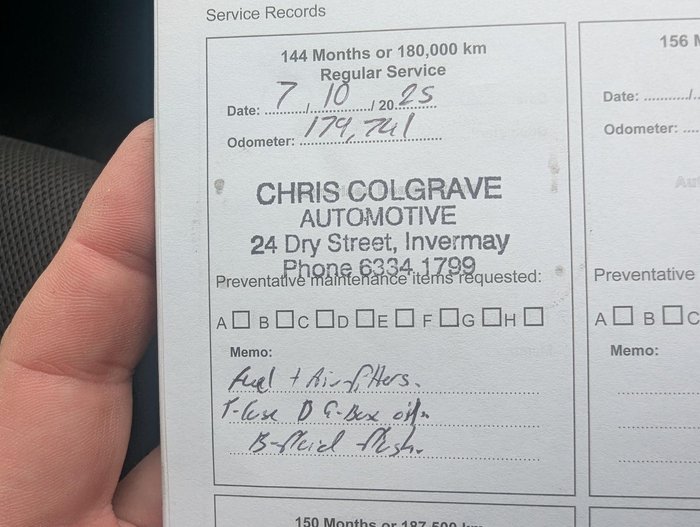 Service Records
144 Months or 180,000 km
Regular Service
Date: 7 / 10 / 20 25
Odometer: 179,741
CHRIS COLGRAVE
AUTOMOTIVE
24 Dry Street, Invermay
Phone 6334 1799
Preventative maintenance items requested:
A B C D E F G H
Memo:
Fuel + Air filters.
T-Case D G-Box oils
B-fluid flush.
156 M
Date: ........../..
Odometer: ....
Preventative
A B C
Memo:
150 Months or 187,500 km